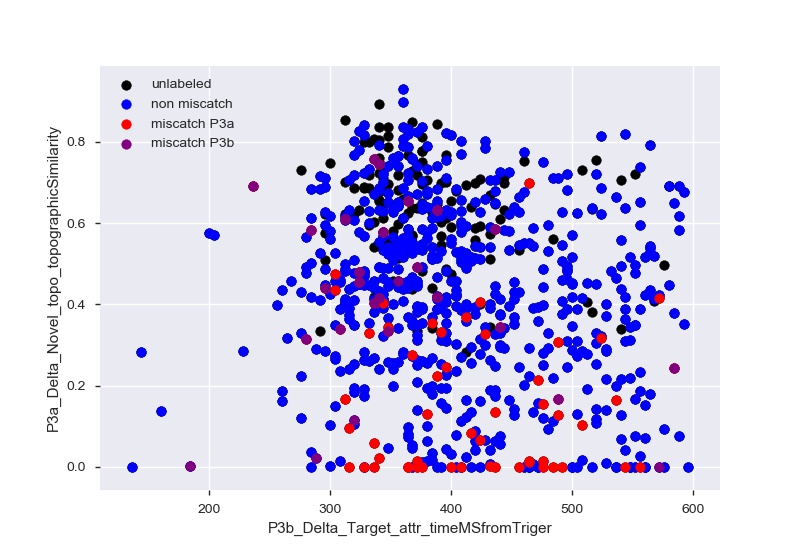 unlabeled
non miscatch
miscatch P3a
miscatch P3b
0.8
0.6
0.4
0.2
0.0
P3a_Delta_Novel_topo_topographicSimilarity
200 300 400 500 600
P3b_Delta_Target_attr_timeMSfromTriger